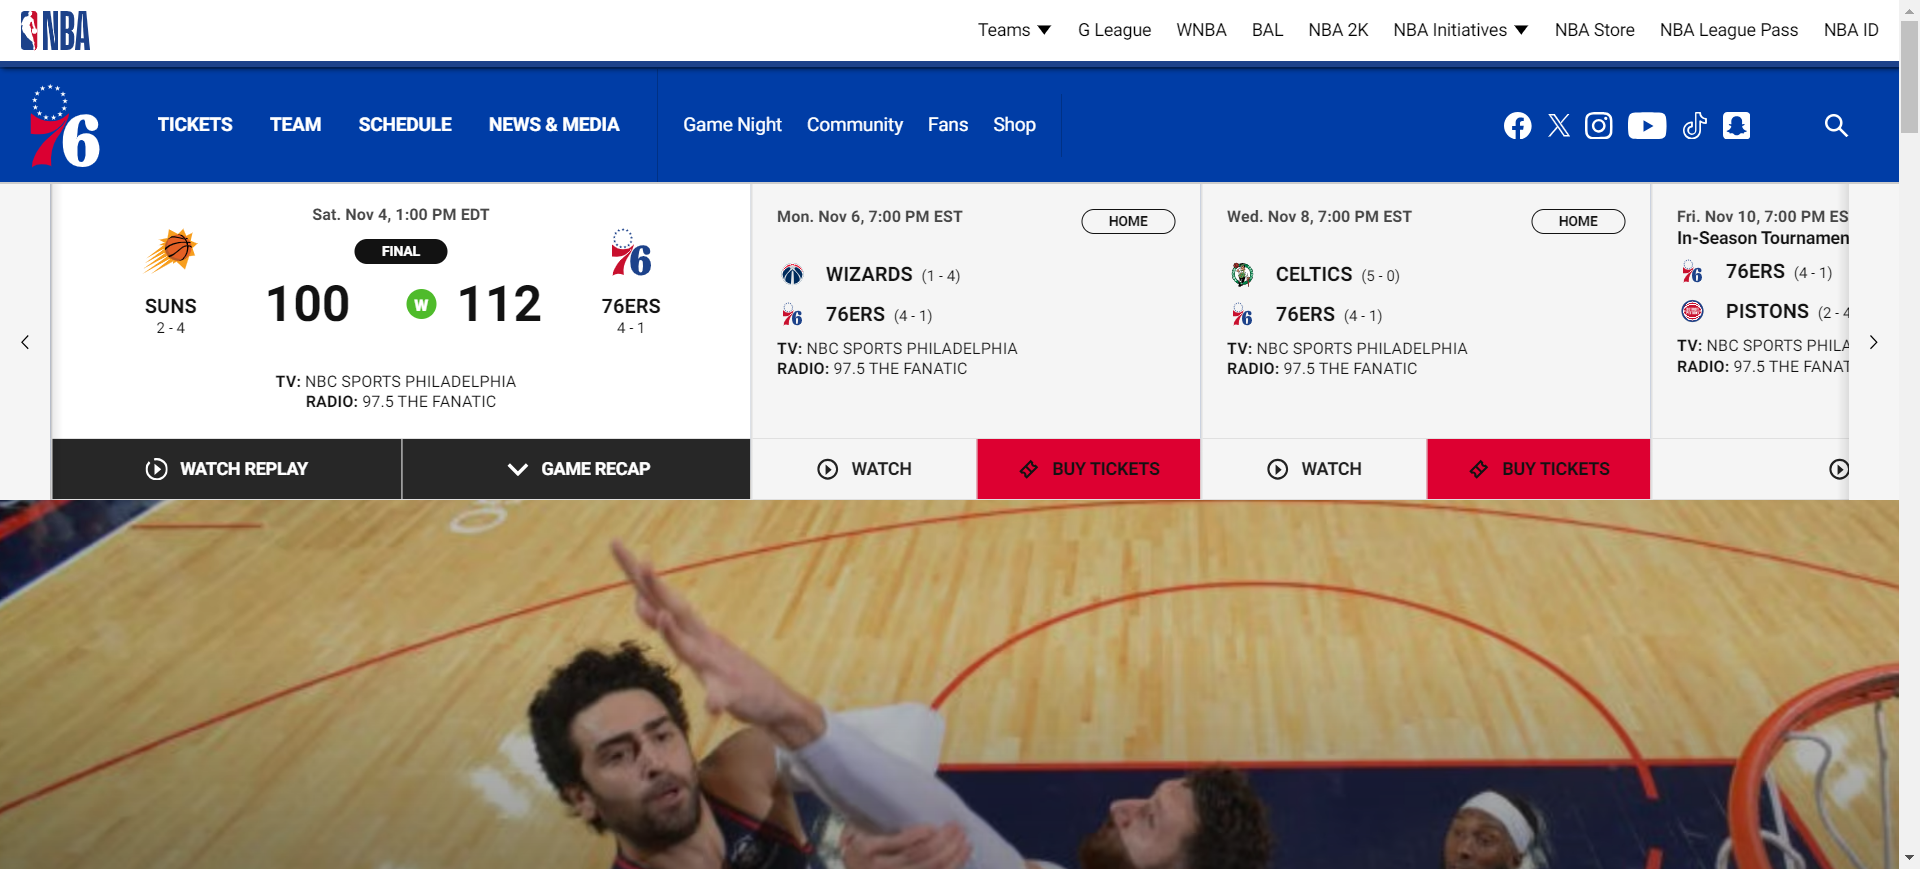 NBA
Teams
G League
WNBA
BAL
NBA 2K
NBA Initiatives
NBA Store
NBA League Pass
NBA ID
76
TICKETS
TEAM
SCHEDULE
NEWS & MEDIA
Game Night
Community
Fans
Shop
Sat. Nov 4, 1:00 PM EDT
FINAL
SUNS
2 - 4
100
W
112
76
76ERS
4 - 1
TV: NBC SPORTS PHILADELPHIA
RADIO: 97.5 THE FANATIC
WATCH REPLAY
GAME RECAP
Mon. Nov 6, 7:00 PM EST
HOME
WIZARDS (1 - 4)
76 76ERS (4 - 1)
TV: NBC SPORTS PHILADELPHIA
RADIO: 97.5 THE FANATIC
WATCH
BUY TICKETS
Wed. Nov 8, 7:00 PM EST
HOME
CELTICS (5 - 0)
76 76ERS (4 - 1)
TV: NBC SPORTS PHILADELPHIA
RADIO: 97.5 THE FANATIC
WATCH
BUY TICKETS
Fri. Nov 10, 7:00 PM ES
In-Season Tournamen
76 76ERS (4 - 1)
PISTONS (2 - 4
TV: NBC SPORTS PHILA
RADIO: 97.5 THE FANAT